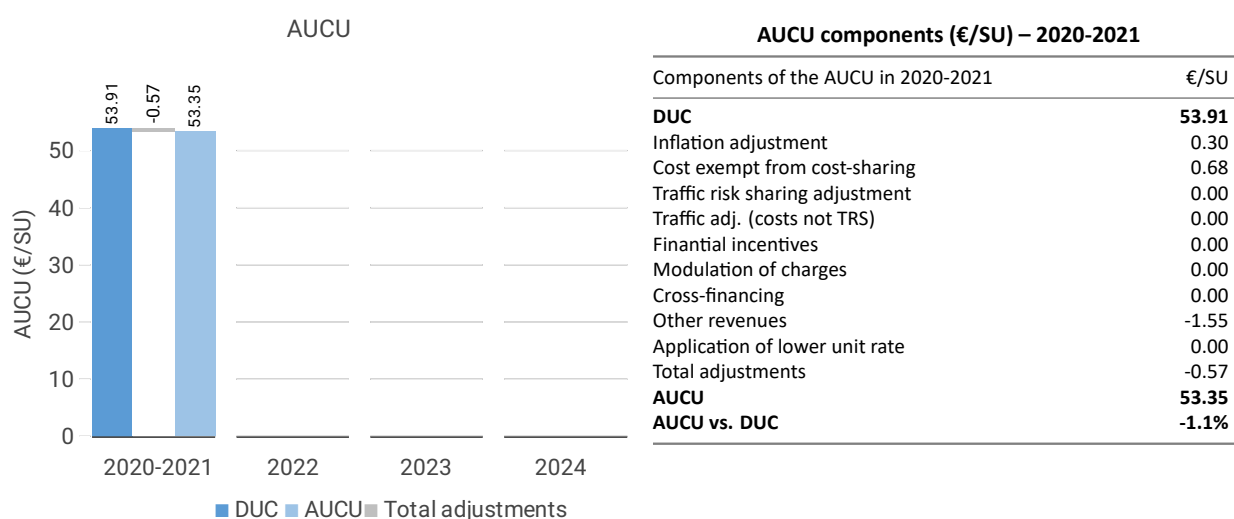 AUCU
53.91
-0.57
53.35
AUCU (€/SU)
50
40
30
20
10
0
2020-2021 2022 2023 2024
DUC AUCU Total adjustments
AUCU components (€/SU) – 2020-2021
Components of the AUCU in 2020-2021 €/SU
DUC 53.91
Inflation adjustment 0.30
Cost exempt from cost-sharing 0.68
Traffic risk sharing adjustment 0.00
Traffic adj. (costs not TRS) 0.00
Finantial incentives 0.00
Modulation of charges 0.00
Cross-financing 0.00
Other revenues -1.55
Application of lower unit rate 0.00
Total adjustments -0.57
AUCU 53.35
AUCU vs. DUC -1.1%